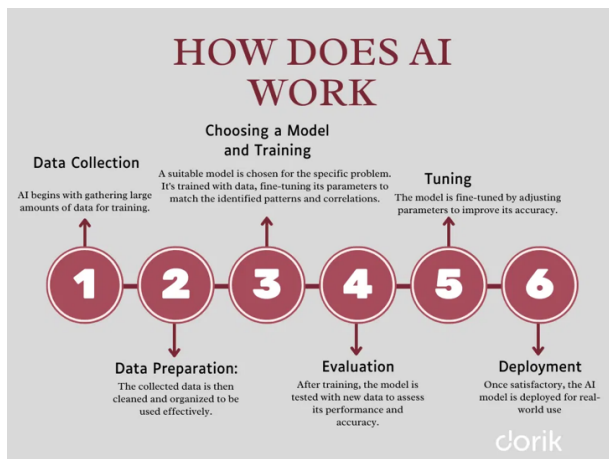 HOW DOES AI
WORK
Data Collection
AI begins with gathering large
amounts of data for training.
Choosing a Model
and Training
A suitable model is chosen for the specific problem.
It's trained with data, fine-tuning its parameters to
match the identified patterns and correlations.
Tuning
The model is fine-tuned by adjusting
parameters to improve its accuracy.
1
2
3
4
5
6
Data Preparation:
The collected data is then
cleaned and organized to be
used effectively.
Evaluation
After training, the model is
tested with new data to assess
its performance and
accuracy.
Deployment
Once satisfactory, the AI
model is deployed for real-
world use
dorik